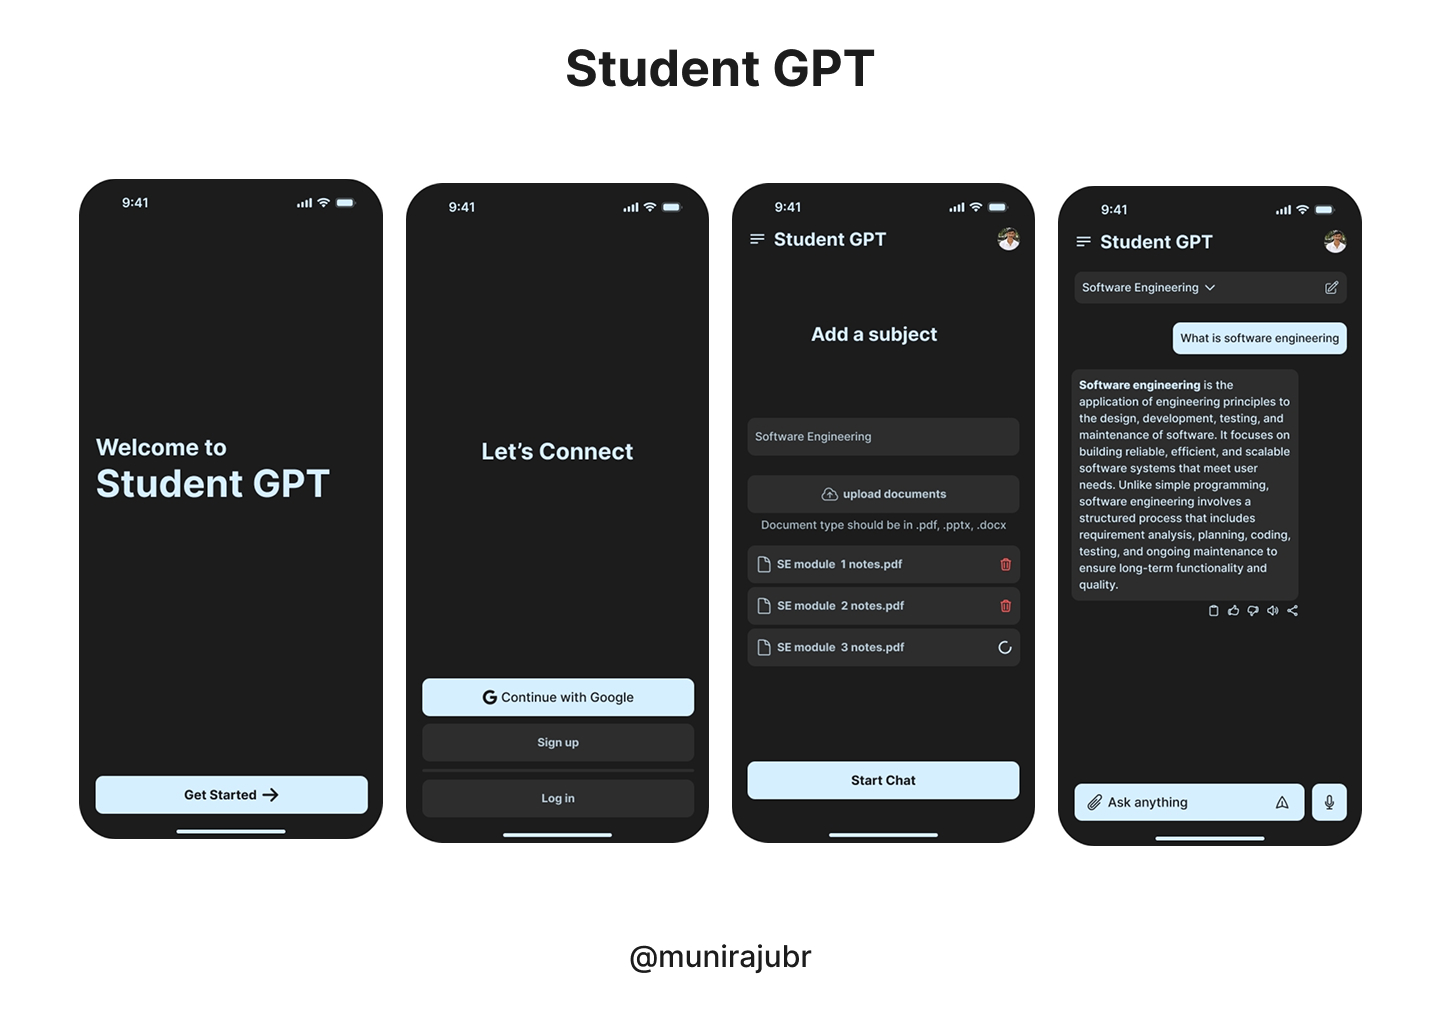 Student GPT
9:41
Welcome to
Student GPT
Get Started
9:41
Let's Connect
Continue with Google
Sign up
Log in
9:41
Student GPT
Add a subject
Software Engineering
upload documents
Document type should be in .pdf, .pptx, .docx
SE module 1 notes.pdf
SE module 2 notes.pdf
SE module 3 notes.pdf
Start Chat
9:41
Student GPT
Software Engineering
What is software engineering
Software engineering is the
application of engineering principles to
the design, development, testing, and
maintenance of software. It focuses on
building reliable, efficient, and scalable
software systems that meet user
needs. Unlike simple programming,
software engineering involves a
structured process that includes
requirement analysis, planning, coding,
testing, and ongoing maintenance to
ensure long-term functionality and
quality.
Ask anything
@munirajubr